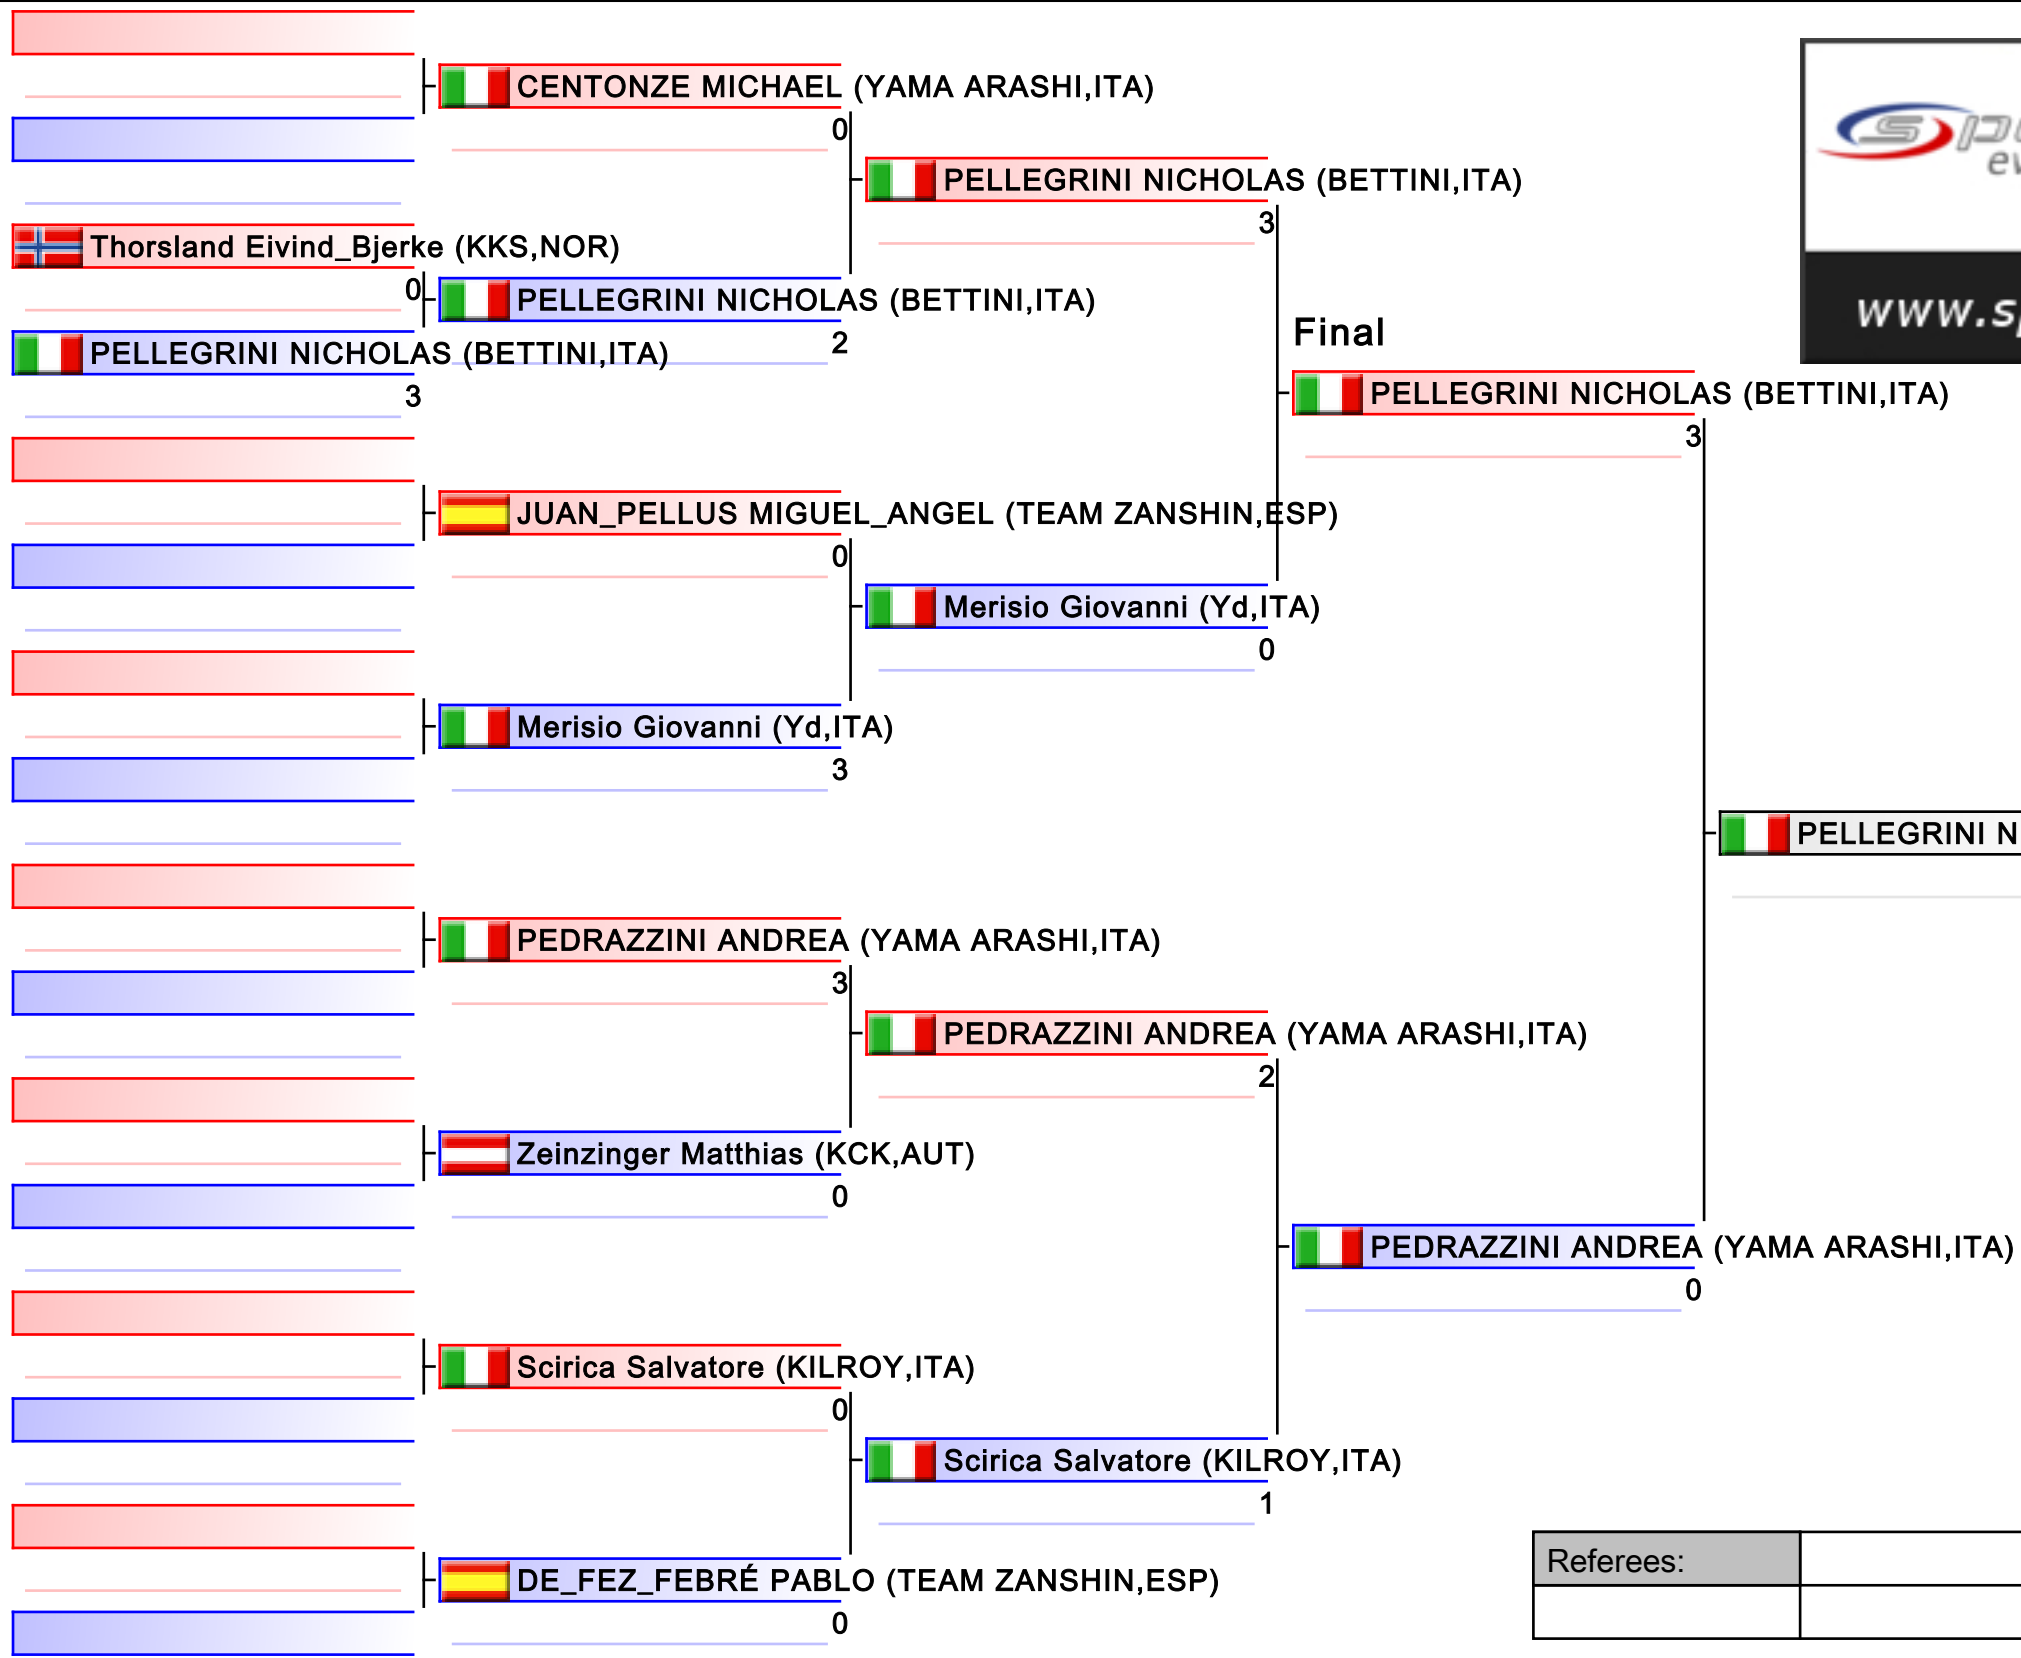 CENTONZE MICHAEL (YAMA ARASHI,ITA)
0
PELLEGRINI NICHOLAS (BETTINI,ITA)
3
Thorsland Eivind_Bjerke (KKS,NOR)
0
PELLEGRINI NICHOLAS (BETTINI,ITA)
2
PELLEGRINI NICHOLAS (BETTINI,ITA)
3
Final
PELLEGRINI NICHOLAS (BETTINI,ITA)
3
JUAN_PELLUS MIGUEL_ANGEL (TEAM ZANSHIN,ESP)
0
Merisio Giovanni (Yd,ITA)
0
Merisio Giovanni (Yd,ITA)
3
PELLEGRINI N
PEDRAZZINI ANDREA (YAMA ARASHI,ITA)
3
PEDRAZZINI ANDREA (YAMA ARASHI,ITA)
2
Zeinzinger Matthias (KCK,AUT)
0
PEDRAZZINI ANDREA (YAMA ARASHI,ITA)
0
Scirica Salvatore (KILROY,ITA)
0
Scirica Salvatore (KILROY,ITA)
1
DE_FEZ_FEBRÉ PABLO (TEAM ZANSHIN,ESP)
0
Referees:
www.s